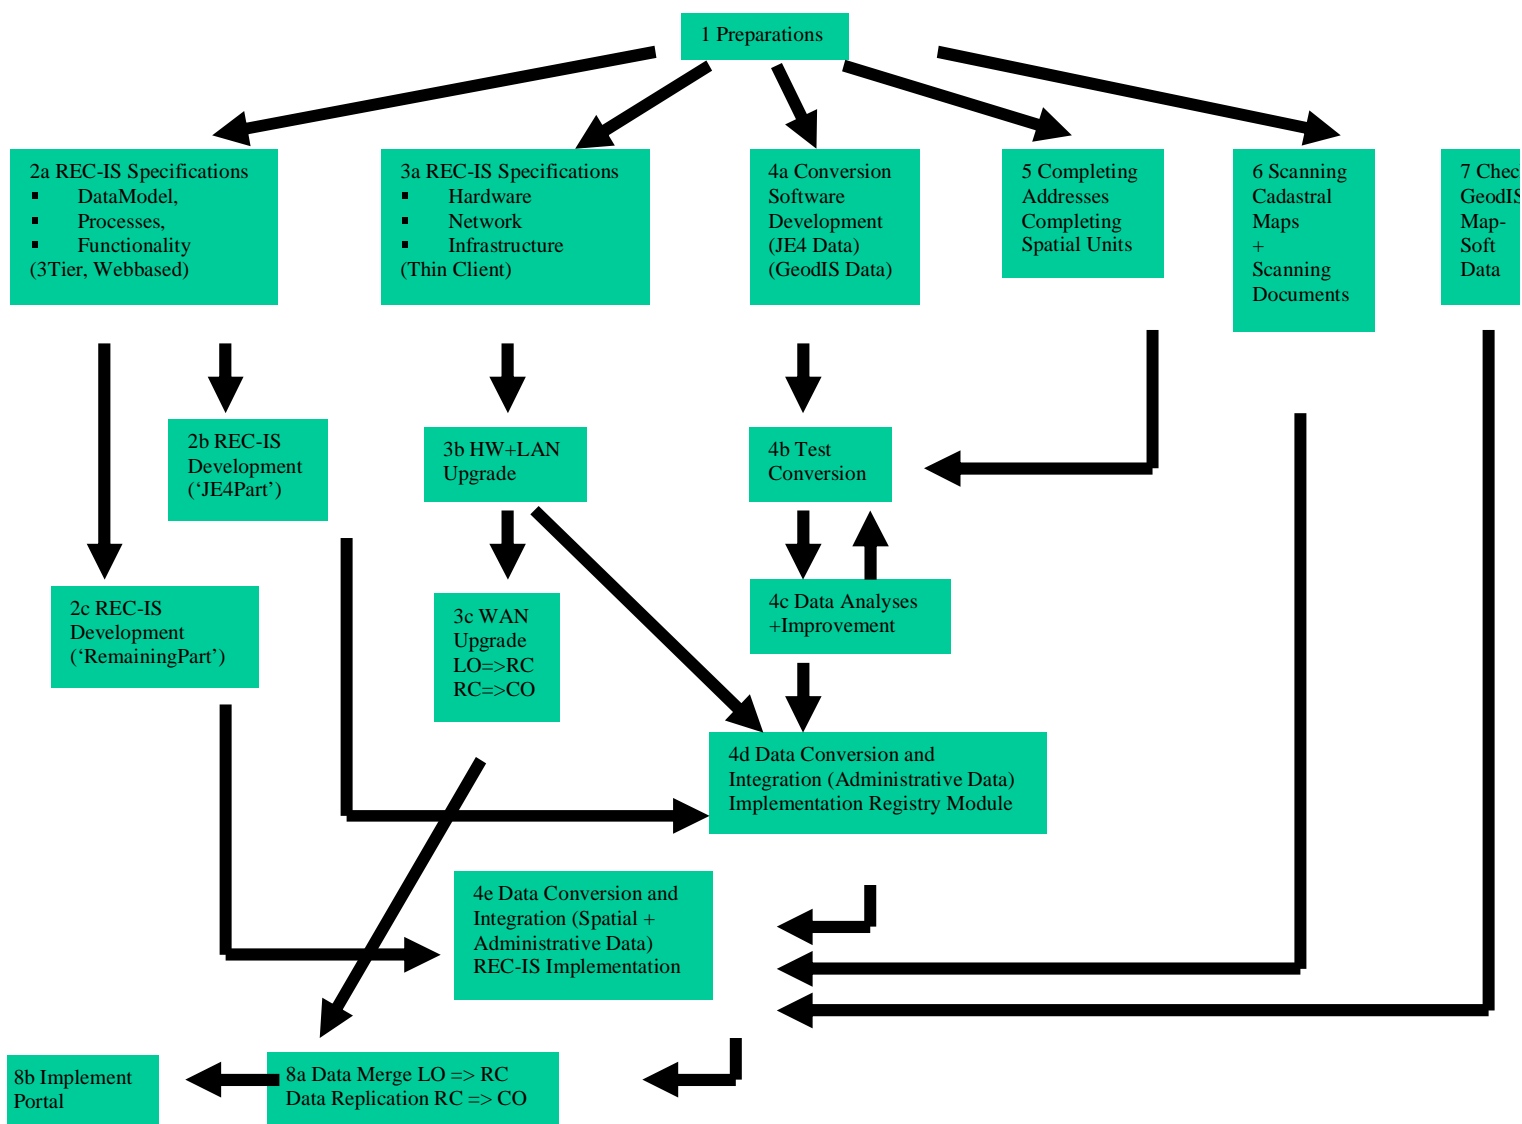 1 Preparations
2a REC-IS Specifications
▪ DataModel,
▪ Processes,
▪ Functionality
(3Tier, Webbased)
3a REC-IS Specifications
▪ Hardware
▪ Network
▪ Infrastructure
(Thin Client)
4a Conversion
Software
Development
(JE4 Data)
(GeodIS Data)
5 Completing
Addresses
Completing
Spatial Units
6 Scanning
Cadastral
Maps
+
Scanning
Documents
7
GeodIS
Map-
Soft
Data
2b REC-IS
Development
(‘JE4Part’)
3b HW+LAN
Upgrade
4b Test
Conversion
2c REC-IS
Development
(‘RemainingPart’)
3c WAN
Upgrade
LO=>RC
RC=>CO
4c Data Analyses
+Improvement
4d Data Conversion and
Integration (Administrative Data)
Implementation Registry Module
4e Data Conversion and
Integration (Spatial +
Administrative Data)
REC-IS Implementation
8b Implement
Portal
8a Data Merge LO => RC
Data Replication RC => CO